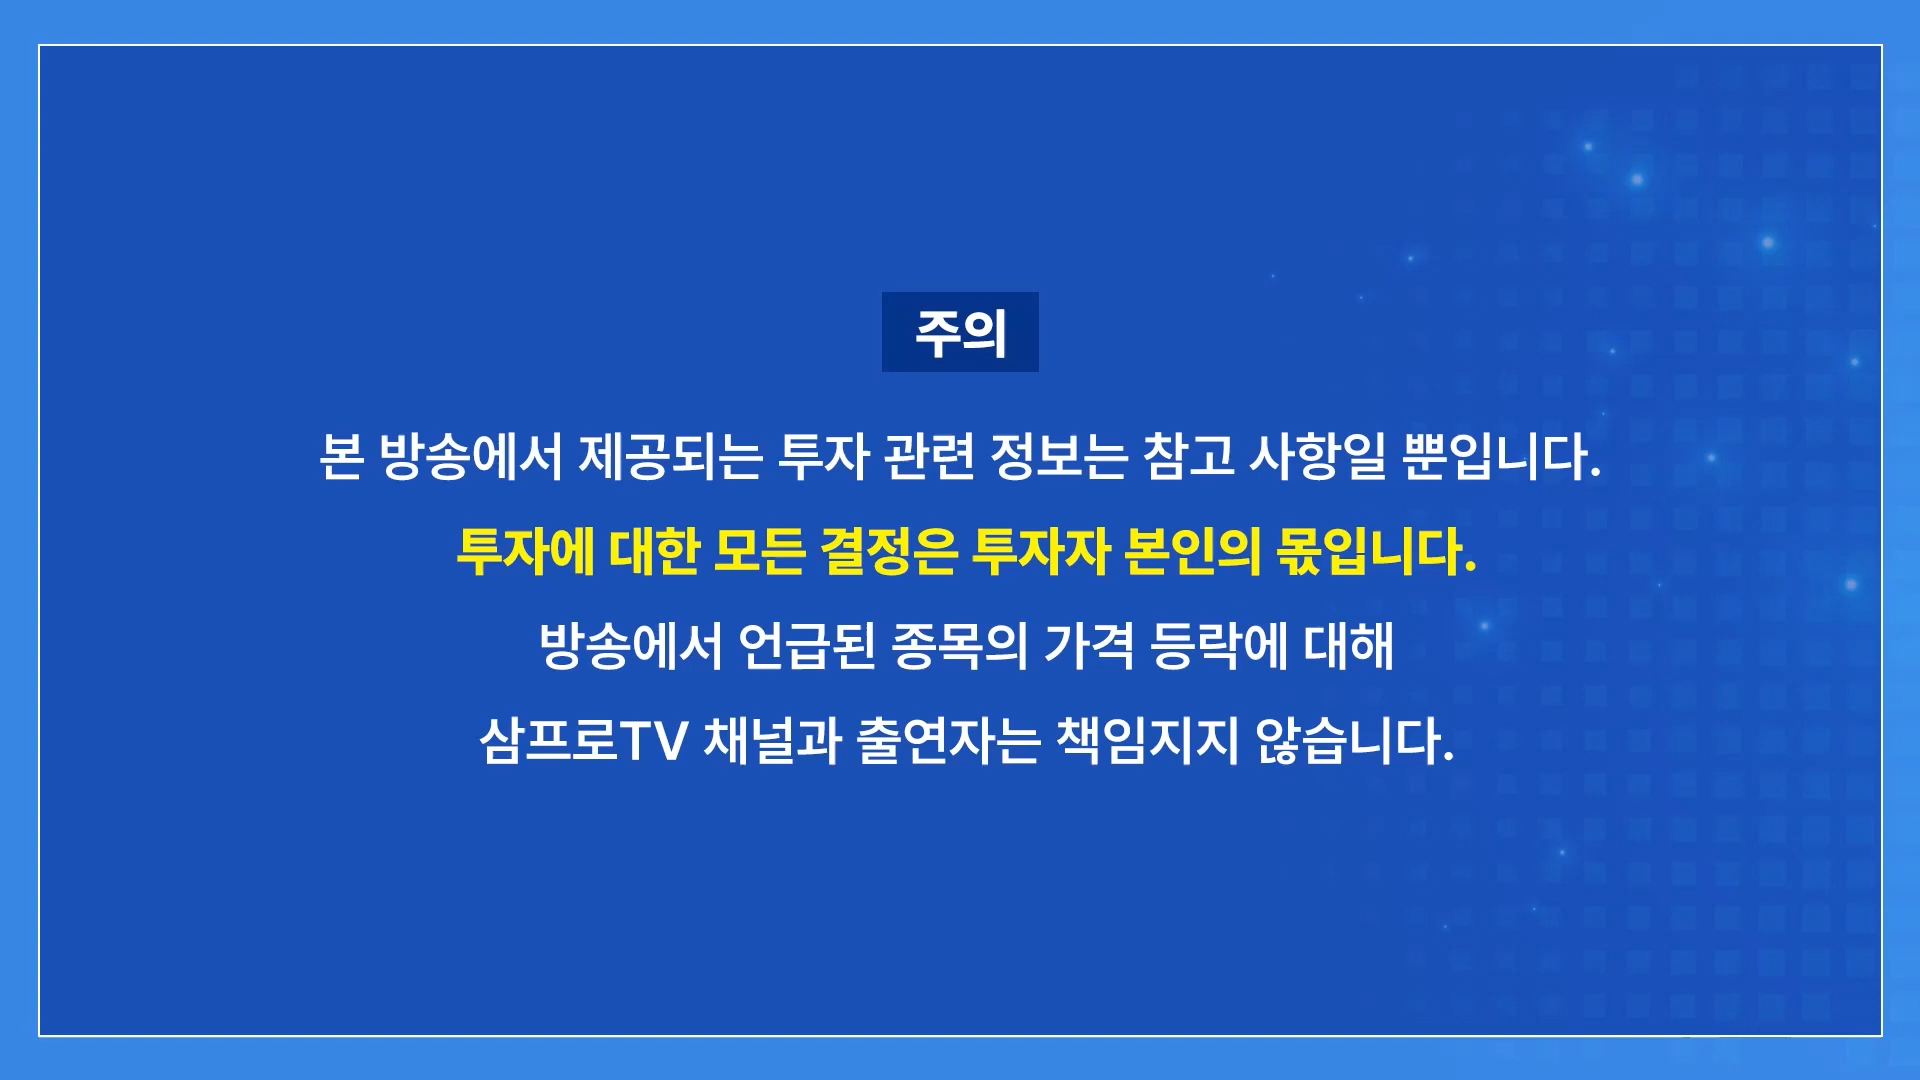 주의
본 방송에서 제공되는 투자 관련 정보는 참고 사항일 뿐입니다.
투자에 대한 모든 결정은 투자자 본인의 몫입니다.
방송에서 언급된 종목의 가격 등락에 대해
삼프로TV 채널과 출연자는 책임지지 않습니다.